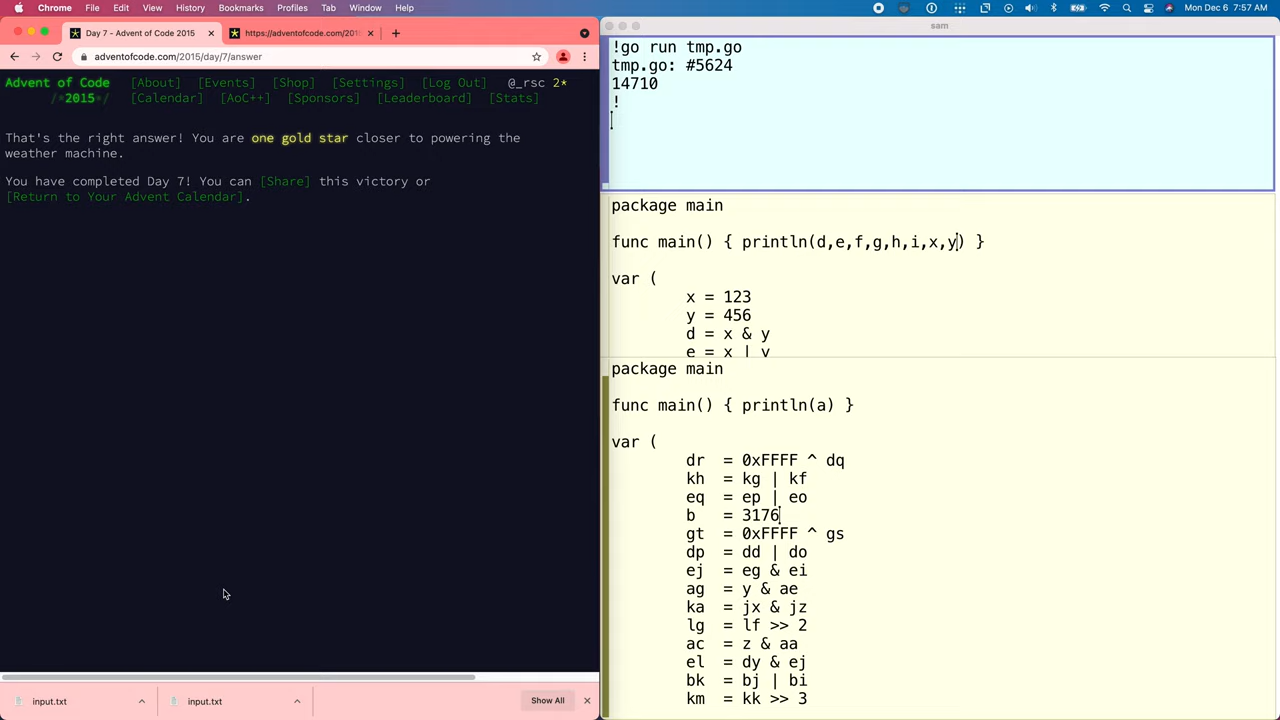 Chrome File Edit View History Bookmarks Profiles Tab Window Help
Mon Dec 6 7:57 AM
Day 7 - Advent of Code 2015
https://adventofcode.com/2015
adventofcode.com/2015/day/7/answer
Advent of Code [About] [Events] [Shop] [Settings] [Log Out] @_rsc 2*
/*2015*/ [Calendar] [AoC++] [Sponsors] [Leaderboard] [Stats]
That's the right answer! You are one gold star closer to powering the
weather machine.
You have completed Day 7! You can [Share] this victory or
[Return to Your Advent Calendar].
input.txt
input.txt
Show All
sam
!go run tmp.go
tmp.go: #5624
14710
!
package main
func main() { println(d,e,f,g,h,i,x,y) }
var (
x = 123
y = 456
d = x & y
e = x | y
package main
func main() { println(a) }
var (
dr = 0xFFFF ^ dq
kh = kg | kf
eq = ep | eo
b = 3176
gt = 0xFFFF ^ gs
dp = dd | do
ej = eg & ei
ag = y & ae
ka = jx & jz
lg = lf >> 2
ac = z & aa
el = dy & ej
bk = bj | bi
km = kk >> 3